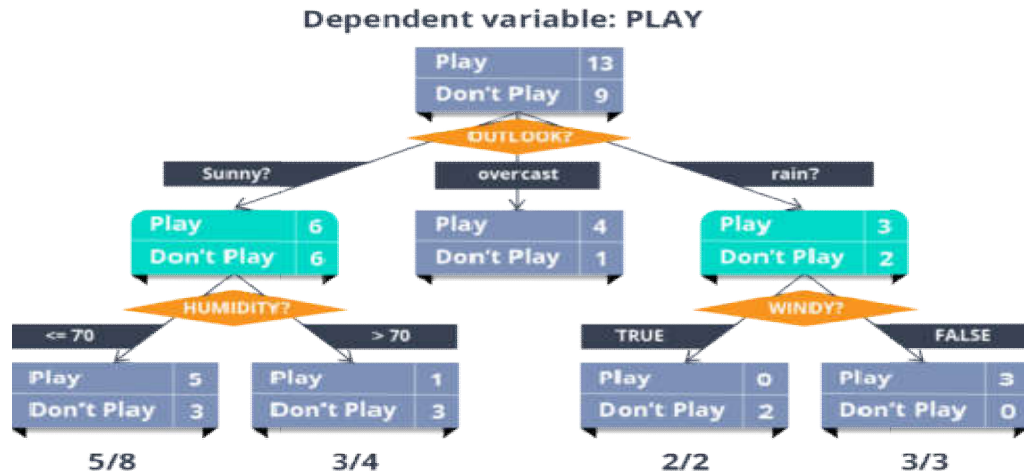 Dependent variable: PLAY
Play 13
Don't Play 9
OUTLOOK?
Sunny?
overcast
rain?
Play 6
Don't Play 6
Play 4
Don't Play 1
Play 3
Don't Play 2
HUMIDITY?
WINDY?
<= 70
> 70
TRUE
FALSE
Play 5
Don't Play 3
Play 1
Don't Play 3
Play 0
Don't Play 2
Play 3
Don't Play 0
5/8
3/4
2/2
3/3